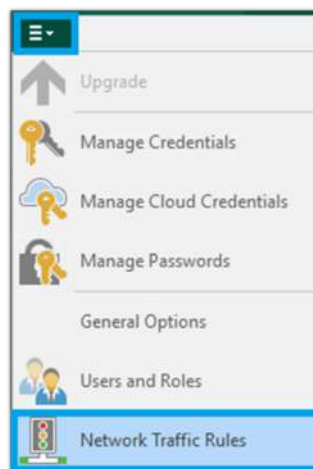 Upgrade
Manage Credentials
Manage Cloud Credentials
Manage Passwords
General Options
Users and Roles
Network Traffic Rules